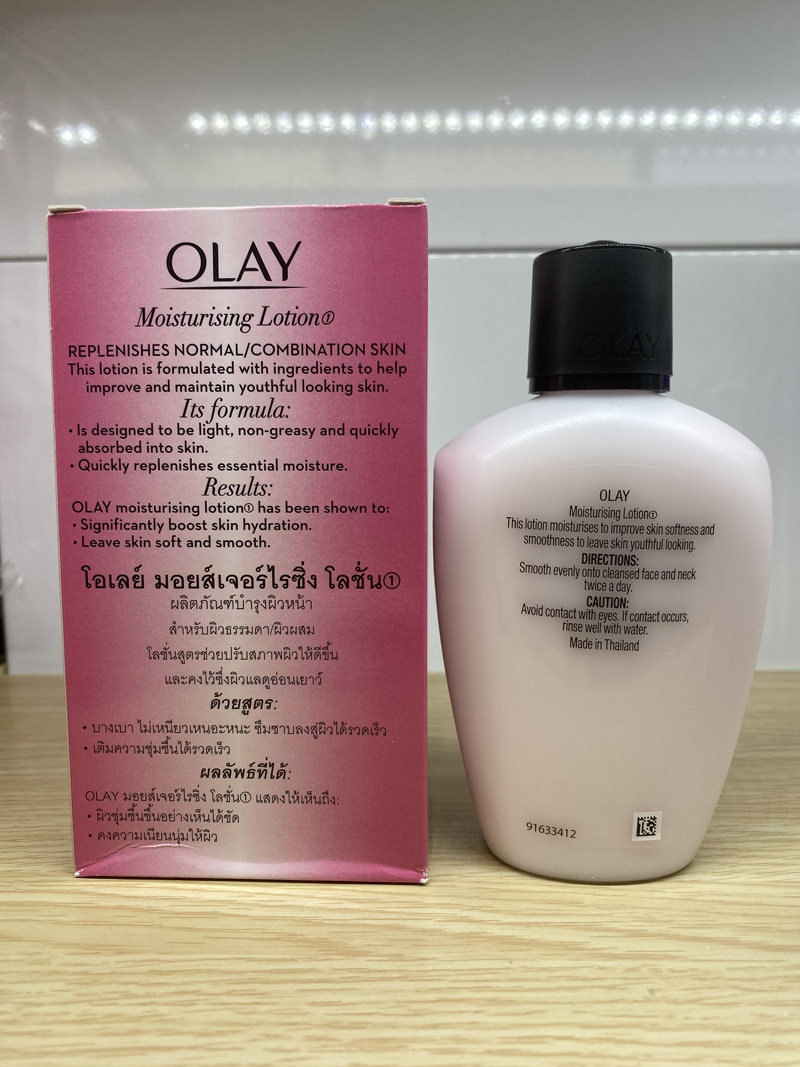 OLAY
Moisturising Lotion①
REPLENISHES NORMAL/COMBINATION SKIN
This lotion is formulated with ingredients to help
improve and maintain youthful looking skin.
Its formula:
• Is designed to be light, non-greasy and quickly
absorbed into skin.
• Quickly replenishes essential moisture.
Results:
OLAY moisturising lotion① has been shown to:
• Significantly boost skin hydration.
• Leave skin soft and smooth.
โอเลย์ มอยส์เจอร์ไรซิ่ง โลชั่น①
ผลิตภัณฑ์บำรุงผิวหน้า
สำหรับผิวธรรมดา/ผิวผสม
โลชั่นสูตรช่วยปรับสภาพผิวให้ดีขึ้น
และคงไว้ซึ่งผิวแลดูอ่อนเยาว์
ด้วยสูตร:
• บางเบา ไม่เหนียวเหนอะหนะ ซึมซาบลงสู่ผิวได้รวดเร็ว
• เติมความชุ่มชื้นได้รวดเร็ว
ผลลัพธ์ที่ได้:
OLAY มอยส์เจอร์ไรซิ่ง โลชั่น① แสดงให้เห็นถึง:
• ผิวชุ่มชื้นขึ้นอย่างเห็นได้ชัด
• คงความเนียนนุ่มให้ผิว
OLAY
OLAY
Moisturising Lotion①
This lotion moisturises to improve skin softness and
smoothness to leave skin youthful looking.
DIRECTIONS:
Smooth evenly onto cleansed face and neck
twice a day.
CAUTION:
Avoid contact with eyes. If contact occurs,
rinse well with water.
Made in Thailand
91633412